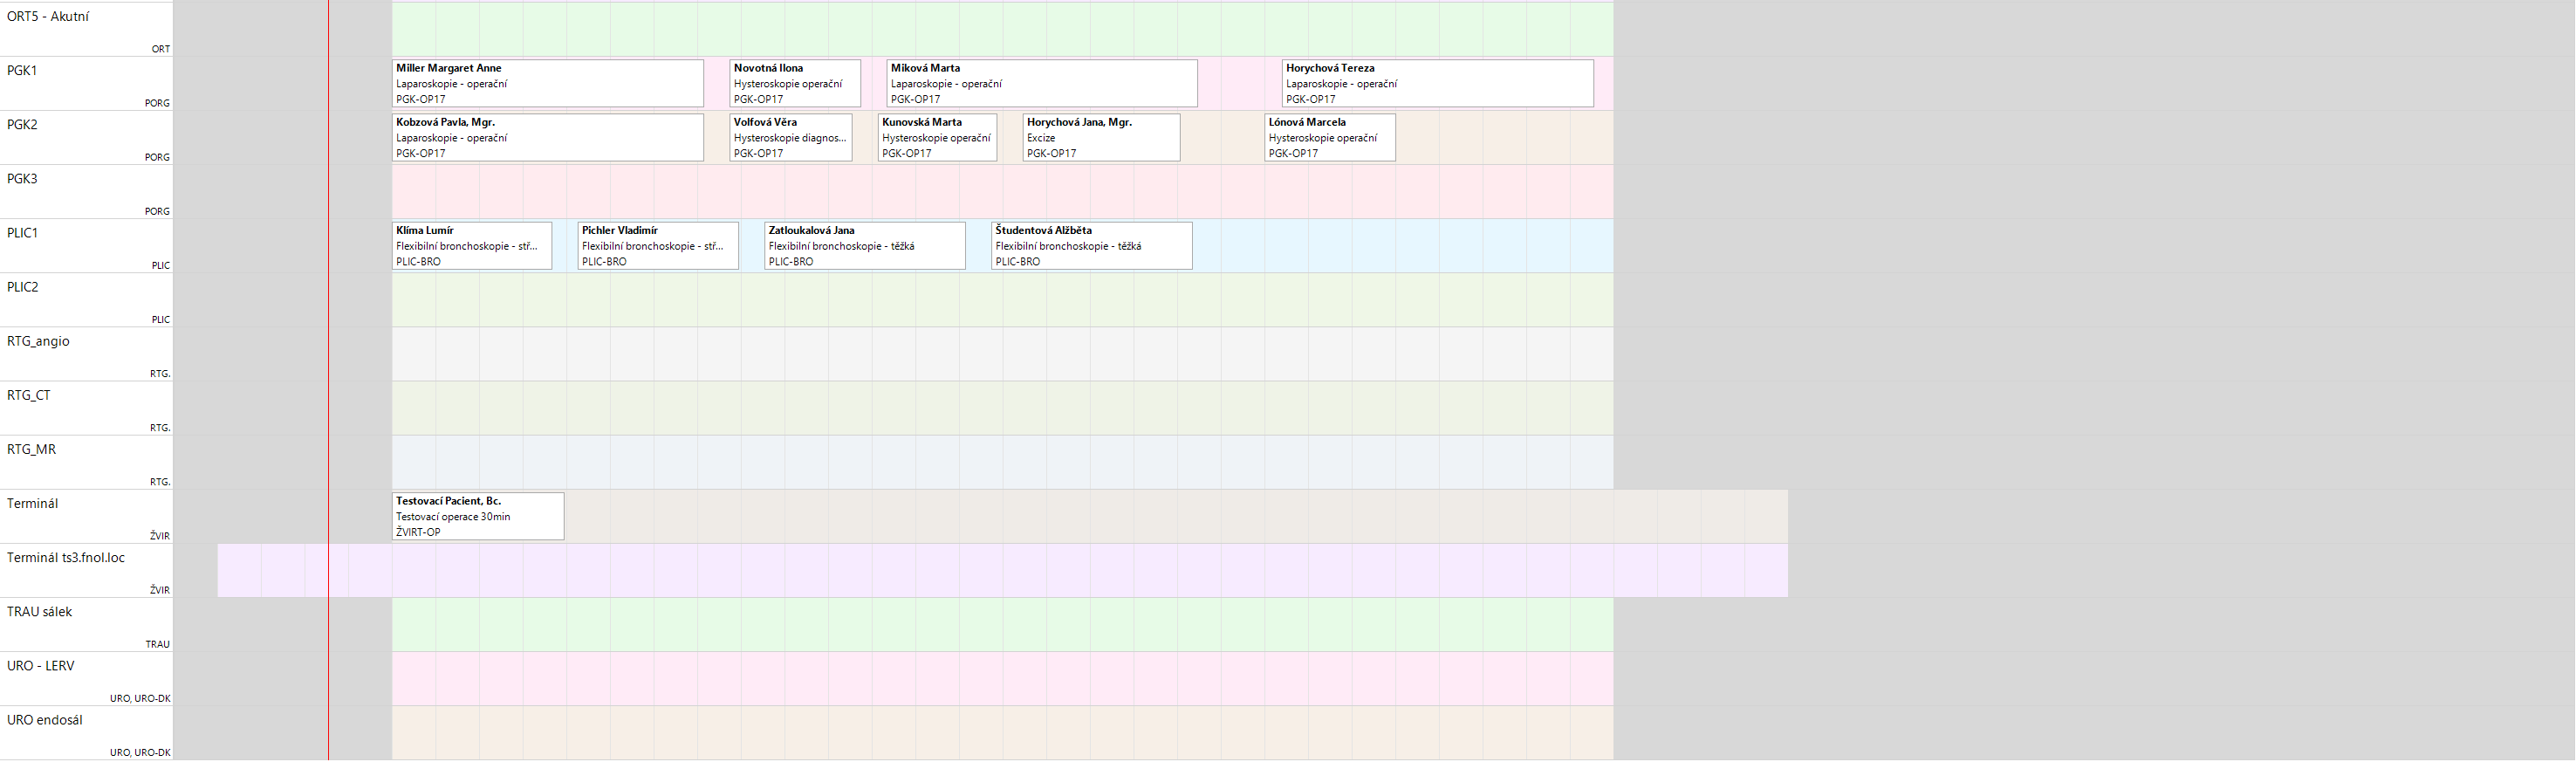 ORT5 - Akutní
ORT
PGK1
PORG
Miller Margaret Anne
Laparoskopie - operační
PGK-OP17
Novotná Ilona
Hysteroskopie operační
PGK-OP17
Miková Marta
Laparoskopie - operační
PGK-OP17
Horychová Tereza
Laparoskopie - operační
PGK-OP17
PGK2
PORG
Kobzová Pavla, Mgr.
Laparoskopie - operační
PGK-OP17
Volfová Věra
Hysteroskopie diagnos...
PGK-OP17
Kunovská Marta
Hysteroskopie operační
PGK-OP17
Horychová Jana, Mgr.
Excize
PGK-OP17
Lónová Marcela
Hysteroskopie operační
PGK-OP17
PGK3
PORG
PLIC1
PLIC
Klíma Lumír
Flexibilní bronchoskopie - stř...
PLIC-BRO
Pichler Vladimír
Flexibilní bronchoskopie - stř...
PLIC-BRO
Zatloukalová Jana
Flexibilní bronchoskopie - těžká
PLIC-BRO
Študentová Alžběta
Flexibilní bronchoskopie - těžká
PLIC-BRO
PLIC2
PLIC
RTG_angio
RTG.
RTG_CT
RTG.
RTG_MR
RTG.
Terminál
ŽVIR
Testovací Pacient, Bc.
Testovací operace 30min
ŽVIRT-OP
Terminál ts3.fnol.loc
ŽVIR
TRAU sálek
TRAU
URO - LERV
URO, URO-DK
URO endosál
URO, URO-DK